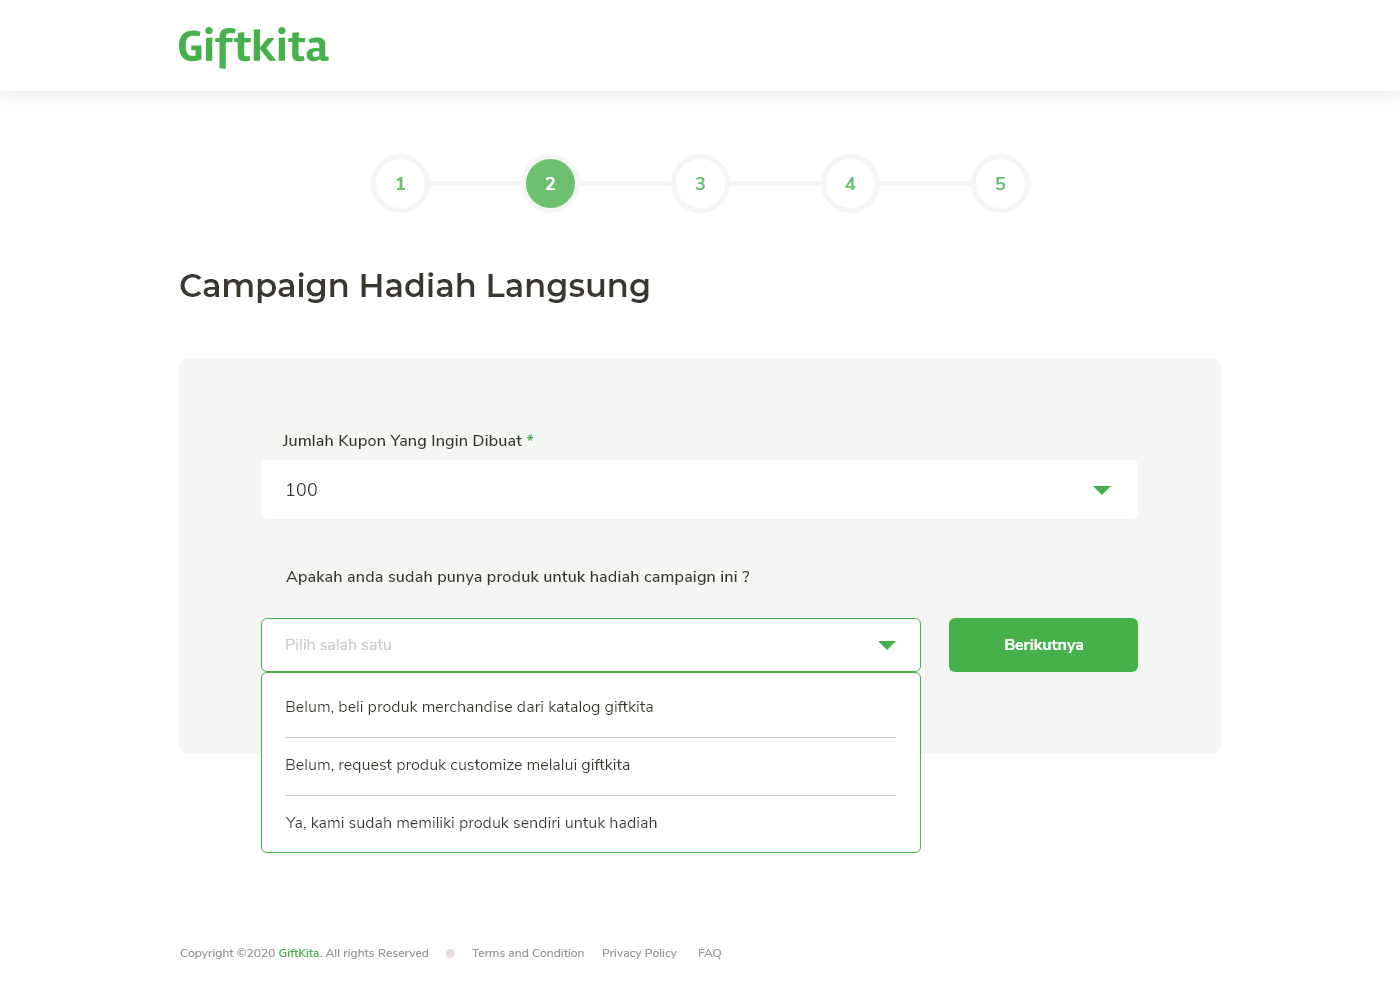 Giftkita
1 2 3 4 5
Campaign Hadiah Langsung
Jumlah Kupon Yang Ingin Dibuat *
100
Apakah anda sudah punya produk untuk hadiah campaign ini ?
Pilih salah satu
Berikutnya
Belum, beli produk merchandise dari katalog giftkita
Belum, request produk customize melalui giftkita
Ya, kami sudah memiliki produk sendiri untuk hadiah
Copyright ©2020 GiftKita. All rights Reserved Terms and Condition Privacy Policy FAQ